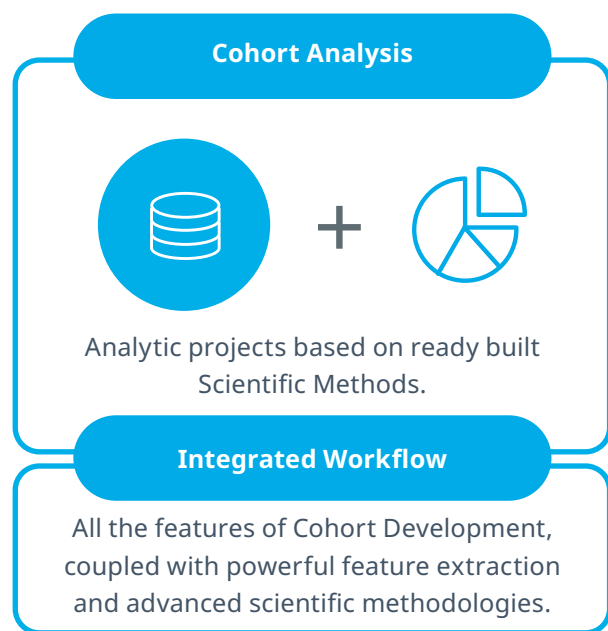 Cohort Analysis
Analytic projects based on ready built
Scientific Methods.
Integrated Workflow
All the features of Cohort Development,
coupled with powerful feature extraction
and advanced scientific methodologies.